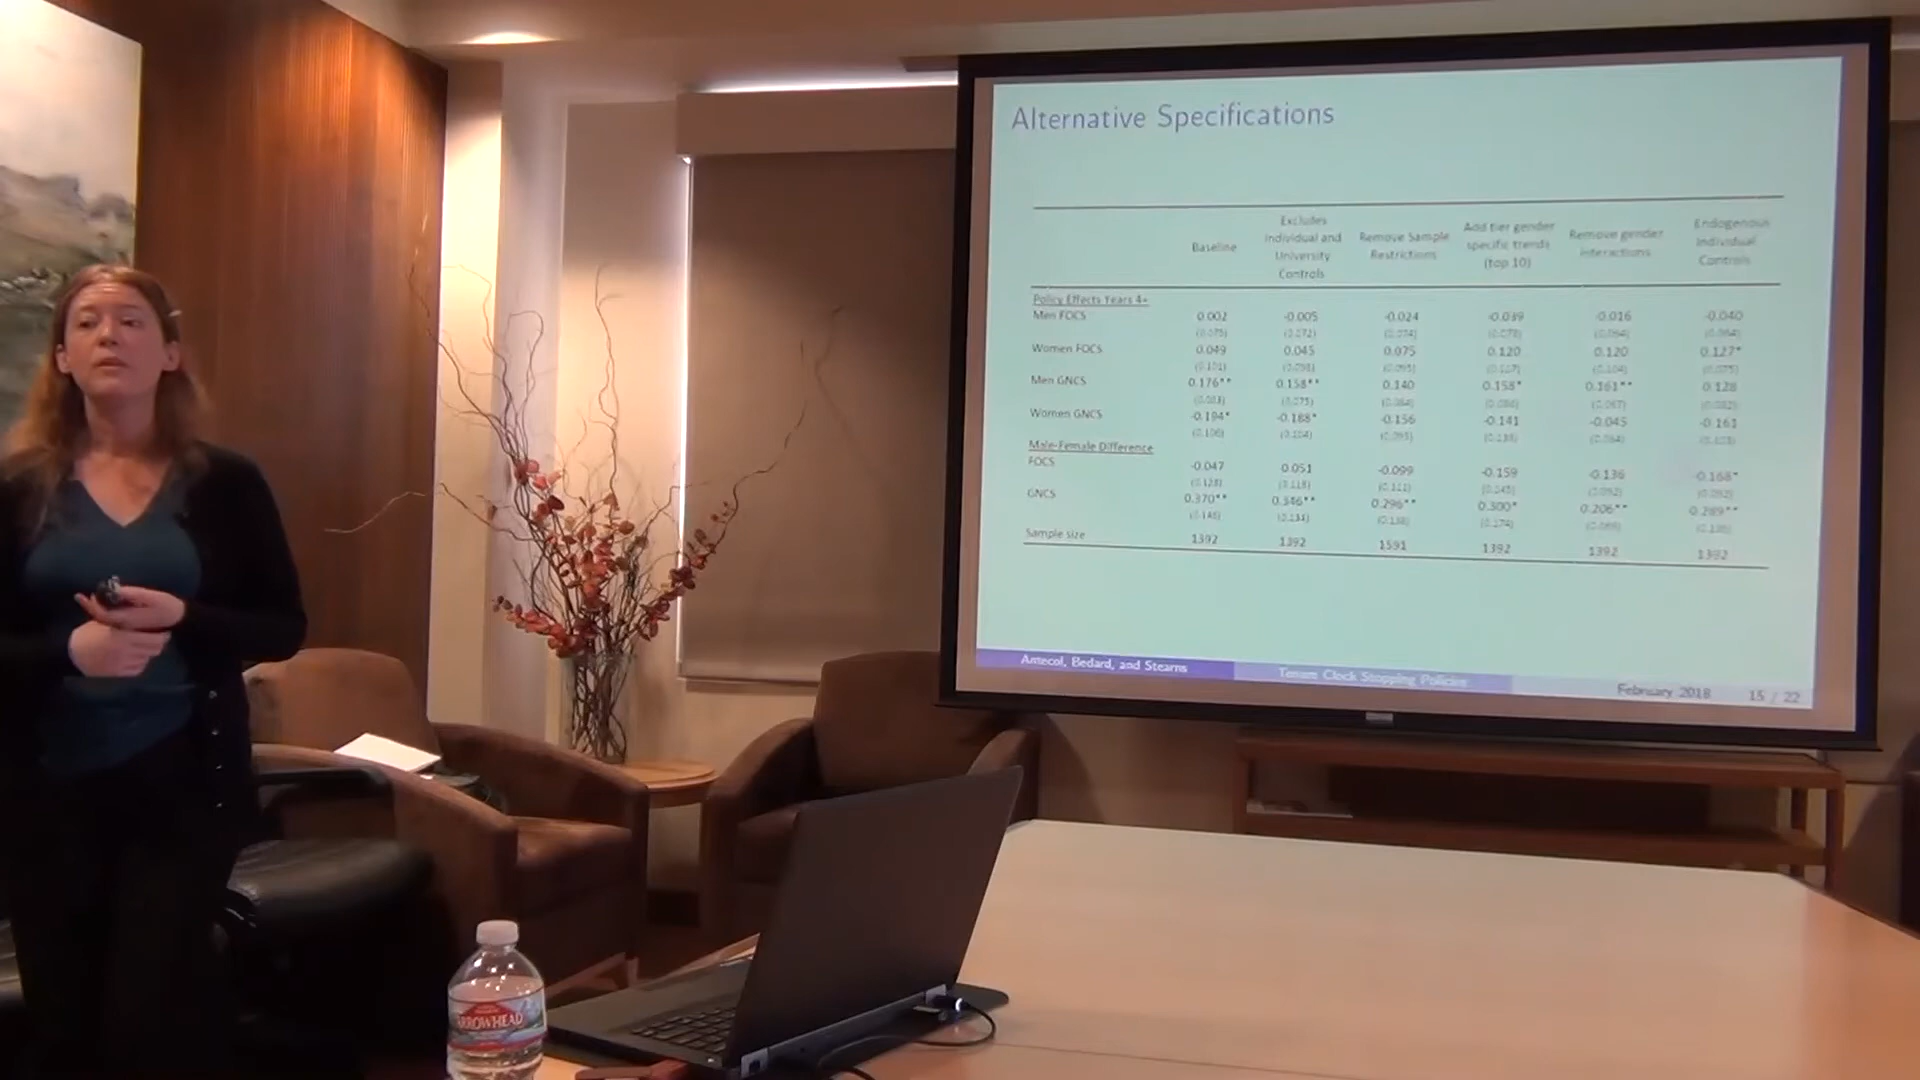 Alternative Specifications
Baseline
Excludes Individual and University Controls
Remove Sample Restrictions
Add tier gender specific trends (top 10)
Remove gender interactions
Endogenous Individual Controls
Policy Effects Years 4+
Men FOCS 0.002 -0.005 -0.024 -0.039 -0.016 -0.040
Women FOCS 0.049 0.045 0.075 0.120 0.120 0.127*
Men GNCS 0.176** 0.158** 0.140 0.158* 0.161** 0.128
Women GNCS -0.194* -0.188* -0.156 -0.141 -0.045 -0.161
Male-Female Difference
FOCS -0.047 0.051 -0.099 -0.159 -0.136 -0.168*
GNCS 0.370** 0.346** 0.296** 0.300* 0.206** 0.289**
Sample size 1392 1392 1591 1392 1392 1392
Antecol, Bedard, and Stearns Tenure Clock Stopping Policies February 2018 15 / 22
ARROWHEAD